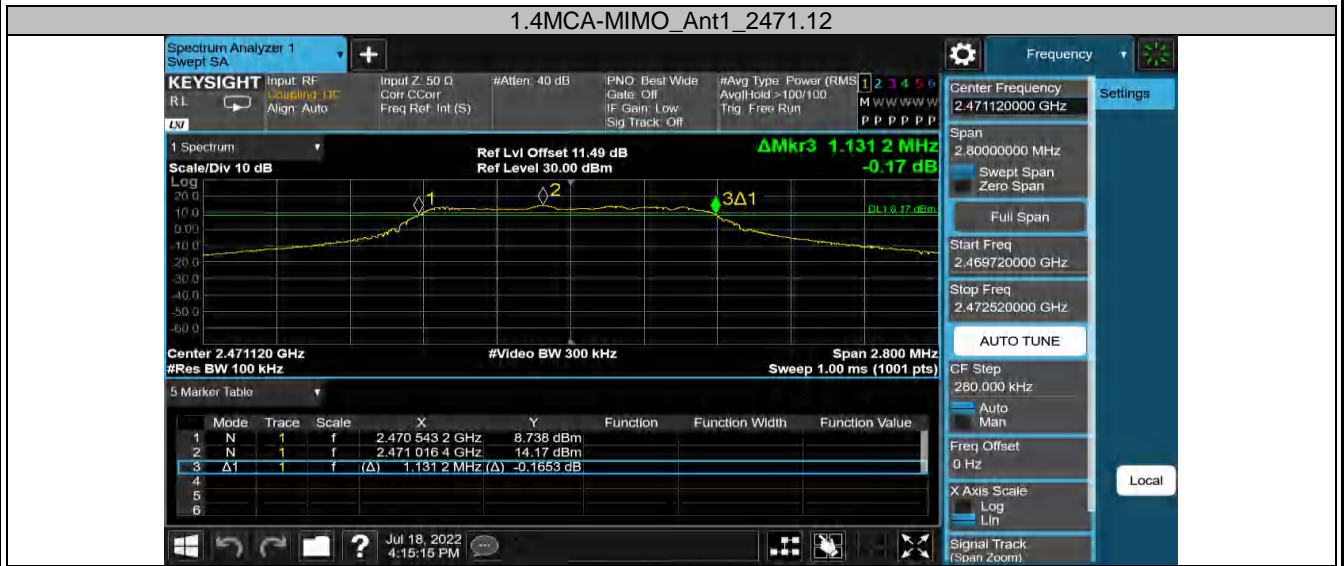 1.4MCA-MIMO_Ant1_2471.12
Spectrum Analyzer 1
Swept SA
+
Frequency
KEYSIGHT
RL
LXI
Input: RF
Coupling: DC
Align: Auto
Input Z: 50 Ω
Corr CCorr
Freq Ref: Int (S)
#Atten: 40 dB
PNO: Best Wide
Gate: Off
IF Gain: Low
Sig Track: Off
#Avg Type: Power (RMS
Avg|Hold:>100/100
Trig: Free Run
1 2 3 4 5 6
M W W W W W
P P P P P P
1 Spectrum
Scale/Div 10 dB
Ref Lvl Offset 11.49 dB
Ref Level 30.00 dBm
ΔMkr3 1.131 2 MHz
-0.17 dB
Log
20.0
10.0
0.00
-10.0
-20.0
-30.0
-40.0
-50.0
-60.0
1
2
3Δ1
DL1 8.17 dBm
Center 2.471120 GHz
#Video BW 300 kHz
Span 2.800 MHz
#Res BW 100 kHz
Sweep 1.00 ms (1001 pts)
5 Marker Table
Mode Trace Scale X Y Function Function Width Function Value
1 N 1 f 2.470 543 2 GHz 8.738 dBm
2 N 1 f 2.471 016 4 GHz 14.17 dBm
3 Δ1 1 f (Δ) 1.131 2 MHz (Δ) -0.1653 dB
4
5
6
Center Frequency
2.471120000 GHz
Settings
Span
2.80000000 MHz
Swept Span
Zero Span
Full Span
Start Freq
2.469720000 GHz
Stop Freq
2.472520000 GHz
AUTO TUNE
CF Step
280.000 kHz
Auto
Man
Freq Offset
0 Hz
X Axis Scale
Log
Lin
Signal Track
(Span Zoom)
Local
?
Jul 18, 2022
4:15:15 PM